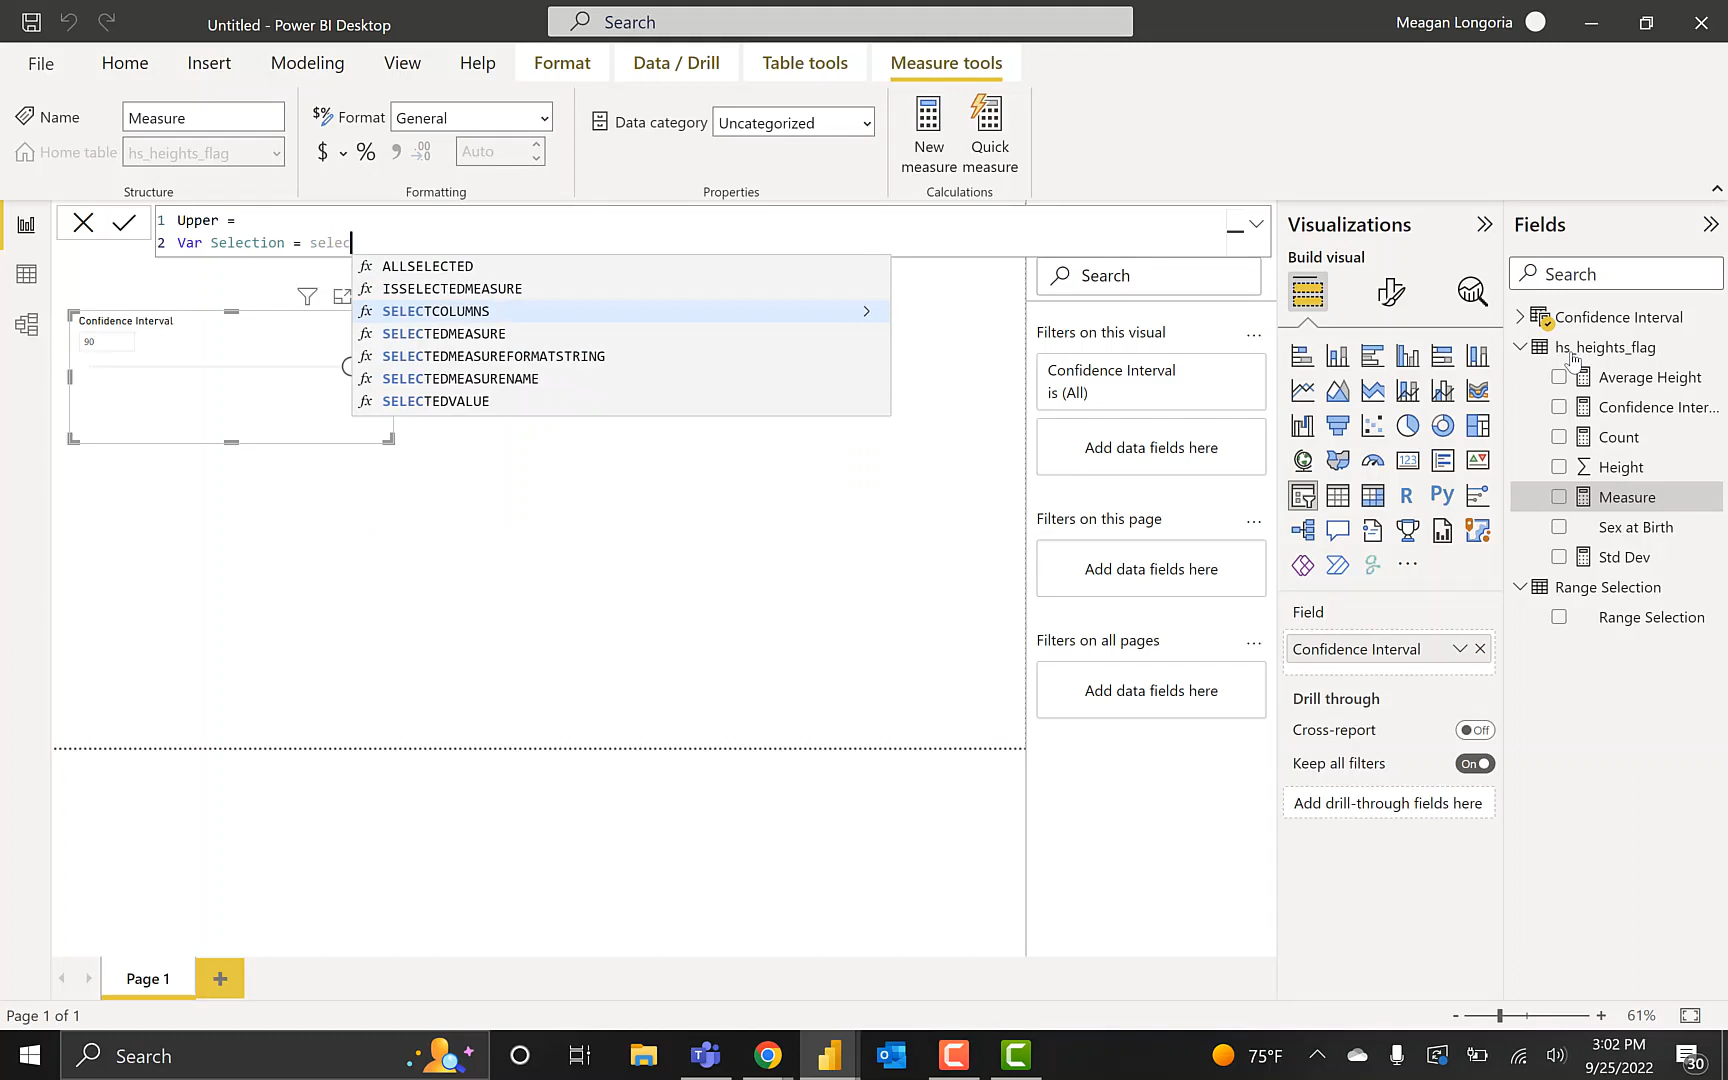 Untitled - Power BI Desktop
Search
Meagan Longoria
File
Home
Insert
Modeling
View
Help
Format
Data / Drill
Table tools
Measure tools
Name
Measure
Home table
hs_heights_flag
Structure
Format
General
$
%
Auto
Formatting
Data category
Uncategorized
Properties
New measure
Quick measure
Calculations
1 Upper =
2 Var Selection = selec
ALLSELECTED
ISSELECTEDMEASURE
SELECTCOLUMNS
SELECTEDMEASURE
SELECTEDMEASUREFORMATSTRING
SELECTEDMEASURENAME
SELECTEDVALUE
Confidence Interval
90
Search
Filters on this visual
...
Confidence Interval
is (All)
Add data fields here
Filters on this page
...
Add data fields here
Filters on all pages
...
Add data fields here
Visualizations
Build visual
123
R
Py
...
Field
Confidence Interval
Drill through
Cross-report
Off
Keep all filters
On
Add drill-through fields here
Fields
Search
Confidence Interval
hs_heights_flag
Average Height
Confidence Inter...
Count
Height
Measure
Sex at Birth
Std Dev
Range Selection
Range Selection
Page 1
Page 1 of 1
- + 61%
Search
75°F
3:02 PM
9/25/2022
30